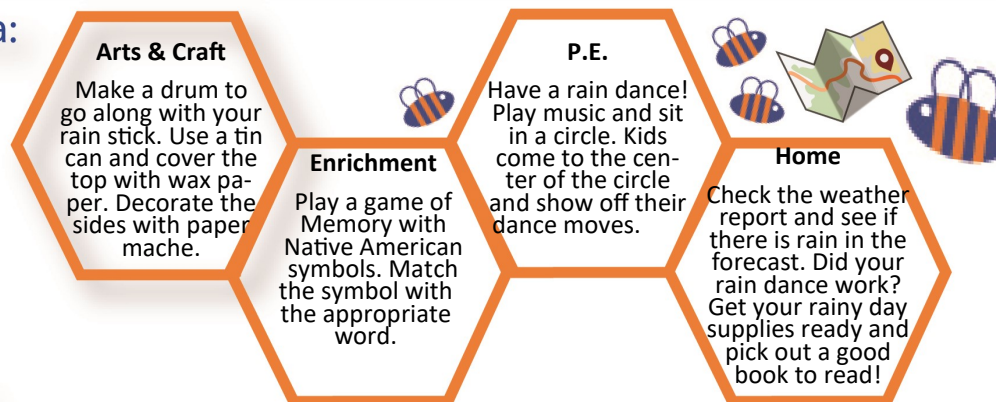 a:
Arts & Craft
Make a drum to
go along with your
rain stick. Use a tin
can and cover the
top with wax pa-
per. Decorate the
sides with paper
mache.
Enrichment
Play a game of
Memory with
Native American
symbols. Match
the symbol with
the appropriate
word.
P.E.
Have a rain dance!
Play music and sit
in a circle. Kids
come to the cen-
ter of the circle
and show off their
dance moves.
Home
Check the weather
report and see if
there is rain in the
forecast. Did your
rain dance work?
Get your rainy day
supplies ready and
pick out a good
book to read!